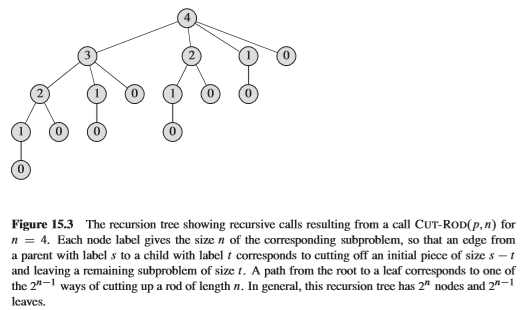 4
3 2 1 0
2 1 0 1 0 0
1 0 0 0
0
Figure 15.3 The recursion tree showing recursive calls resulting from a call CUT-ROD(p, n) for
n = 4. Each node label gives the size n of the corresponding subproblem, so that an edge from
a parent with label s to a child with label t corresponds to cutting off an initial piece of size s − t
and leaving a remaining subproblem of size t. A path from the root to a leaf corresponds to one of
the 2ⁿ⁻¹ ways of cutting up a rod of length n. In general, this recursion tree has 2ⁿ nodes and 2ⁿ⁻¹
leaves.